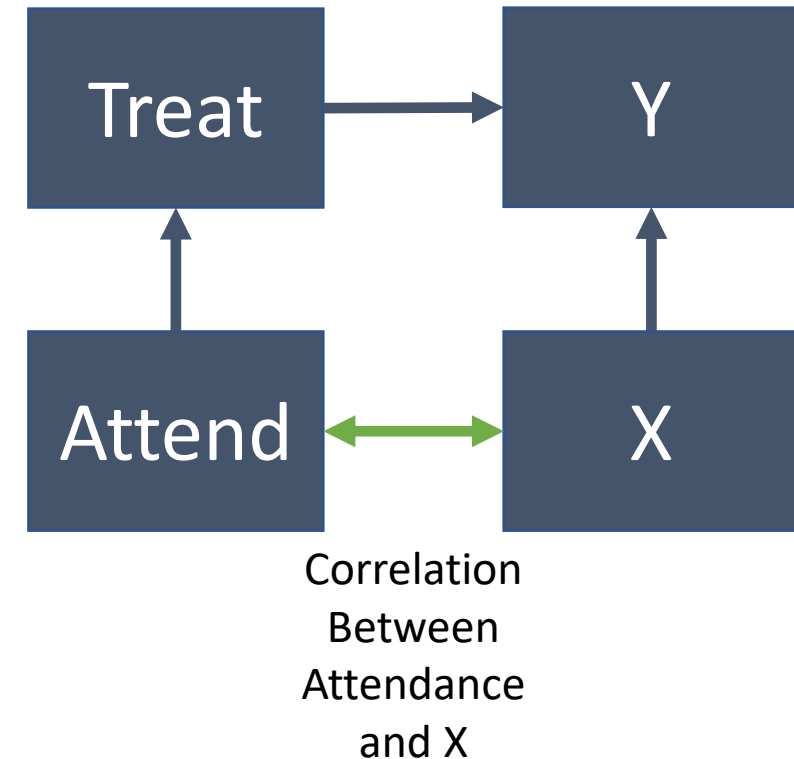 Treat
Y
Attend
X
Correlation
Between
Attendance
and X